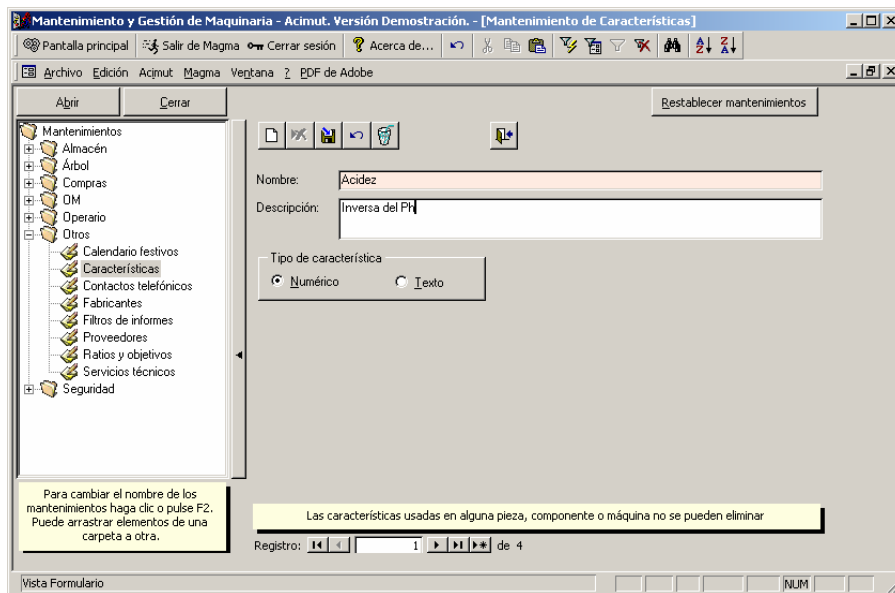 Mantenimiento y Gestión de Maquinaria - Acimut. Versión Demostración. - [Mantenimiento de Características]
Pantalla principal Salir de Magma Cerrar sesión Acerca de...
Archivo Edición Acimut Magma Ventana ? PDF de Adobe
Abrir Cerrar Restablecer mantenimientos
Mantenimientos
Almacén
Árbol
Compras
OM
Operario
Otros
Calendario festivos
Características
Contactos telefónicos
Fabricantes
Filtros de informes
Proveedores
Ratios y objetivos
Servicios técnicos
Seguridad
Nombre: Acidez
Descripción: Inversa del Ph
Tipo de característica
Numérico Texto
Para cambiar el nombre de los
mantenimientos haga clic o pulse F2.
Puede arrastrar elementos de una
carpeta a otra.
Las características usadas en alguna pieza, componente o máquina no se pueden eliminar
Registro: 1 de 4
Vista Formulario NUM